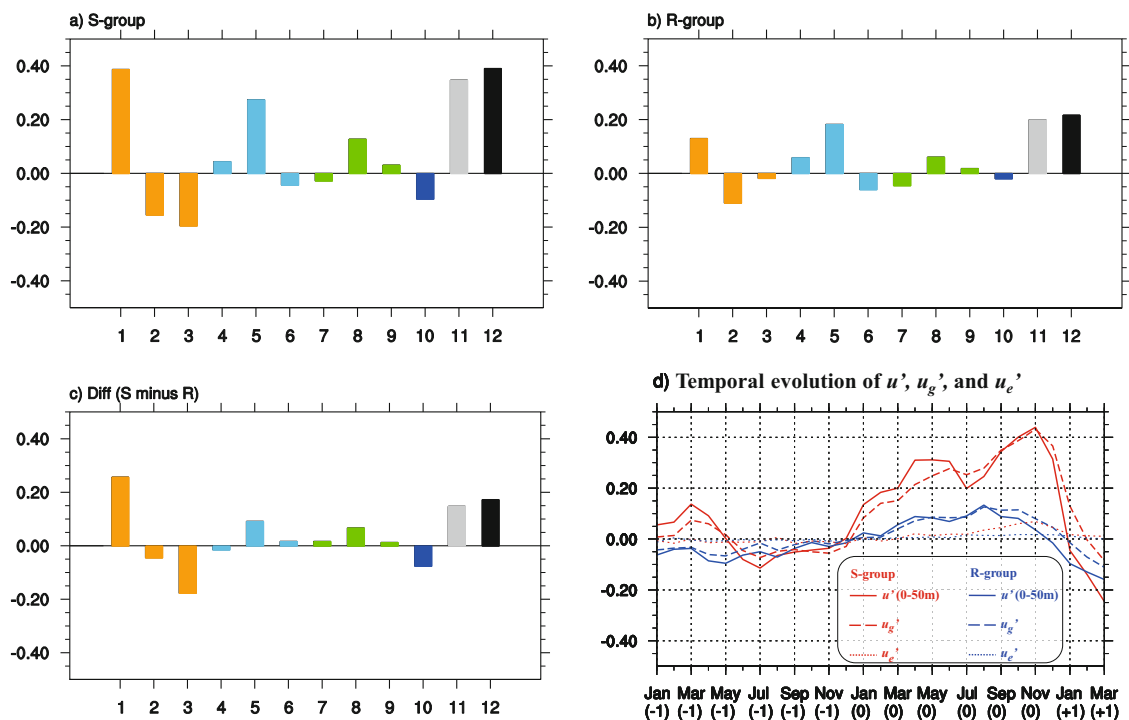 a) S-group
0.40
0.20
0.00
-0.20
-0.40
1 2 3 4 5 6 7 8 9 10 11 12
b) R-group
0.40
0.20
0.00
-0.20
-0.40
1 2 3 4 5 6 7 8 9 10 11 12
c) Diff (S minus R)
0.40
0.20
0.00
-0.20
-0.40
1 2 3 4 5 6 7 8 9 10 11 12
d) Temporal evolution of u’, ug’, and ue’
0.40
0.20
0.00
-0.20
-0.40
S-group R-group
u’(0-50m) u’(0-50m)
ug’ ug’
ue’ ue’
Jan Mar May Jul Sep Nov Jan Mar May Jul Sep Nov Jan Mar
(-1) (-1) (-1) (-1) (-1) (-1) (0) (0) (0) (0) (0) (0) (+1) (+1)